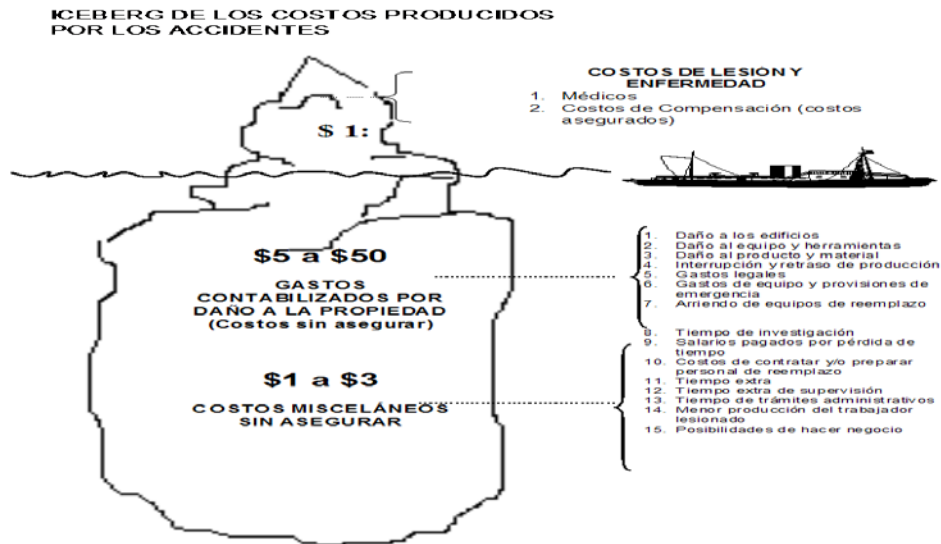 ICEBERG DE LOS COSTOS PRODUCIDOS
POR LOS ACCIDENTES
COSTOS DE LESIÓN Y
ENFERMEDAD
1. Médicos
2. Costos de Compensación (costos
asegurados)
$ 1:
$5 a $50
GASTOS
CONTABILIZADOS POR
DAÑO A LA PROPIEDAD
(Costos sin asegurar)
1. Daño a los edificios
2. Daño al equipo y herramientas
3. Daño al producto y material
4. Interrupción y retraso de producción
5. Gastos legales
6. Gastos de equipo y provisiones de
emergencia
7. Arriendo de equipos de reemplazo
$1 a $3
COSTOS MISCELÁNEOS
SIN ASEGURAR
8. Tiempo de investigación
9. Salarios pagados por pérdida de
tiempo
10. Costos de contratar y/o preparar
personal de reemplazo
11. Tiempo extra
12. Tiempo extra de supervisión
13. Tiempo de trámites administrativos
14. Menor producción del trabajador
lesionado
15. Posibilidades de hacer negocio